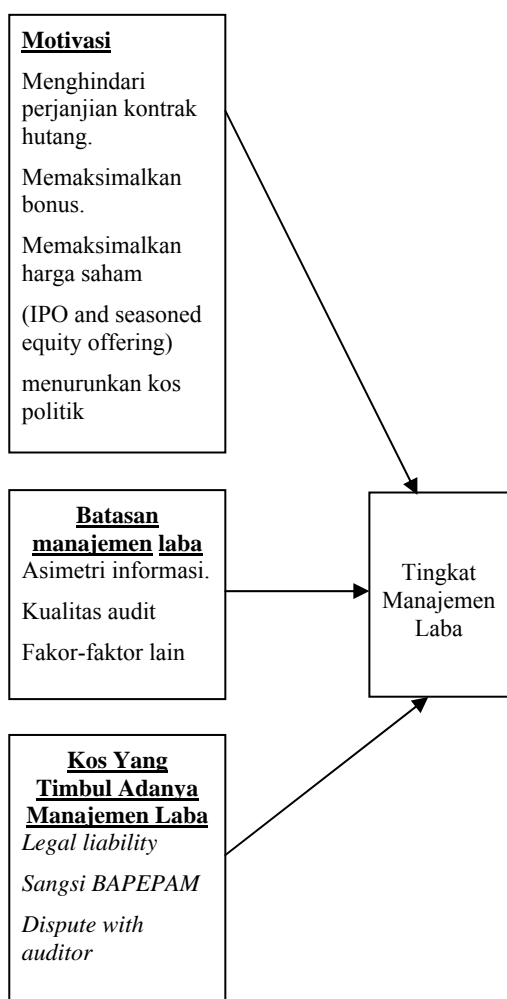 Motivasi
Menghindari
perjanjian kontrak
hutang.
Memaksimalkan
bonus.
Memaksimalkan
harga saham
(IPO and seasoned
equity offering)
menurunkan kos
politik
Batasan
manajemen laba
Asimetri informasi.
Kualitas audit
Fakor-faktor lain
Kos Yang
Timbul Adanya
Manajemen Laba
Legal liability
Sangsi BAPEPAM
Dispute with
auditor
Tingkat
Manajemen
Laba